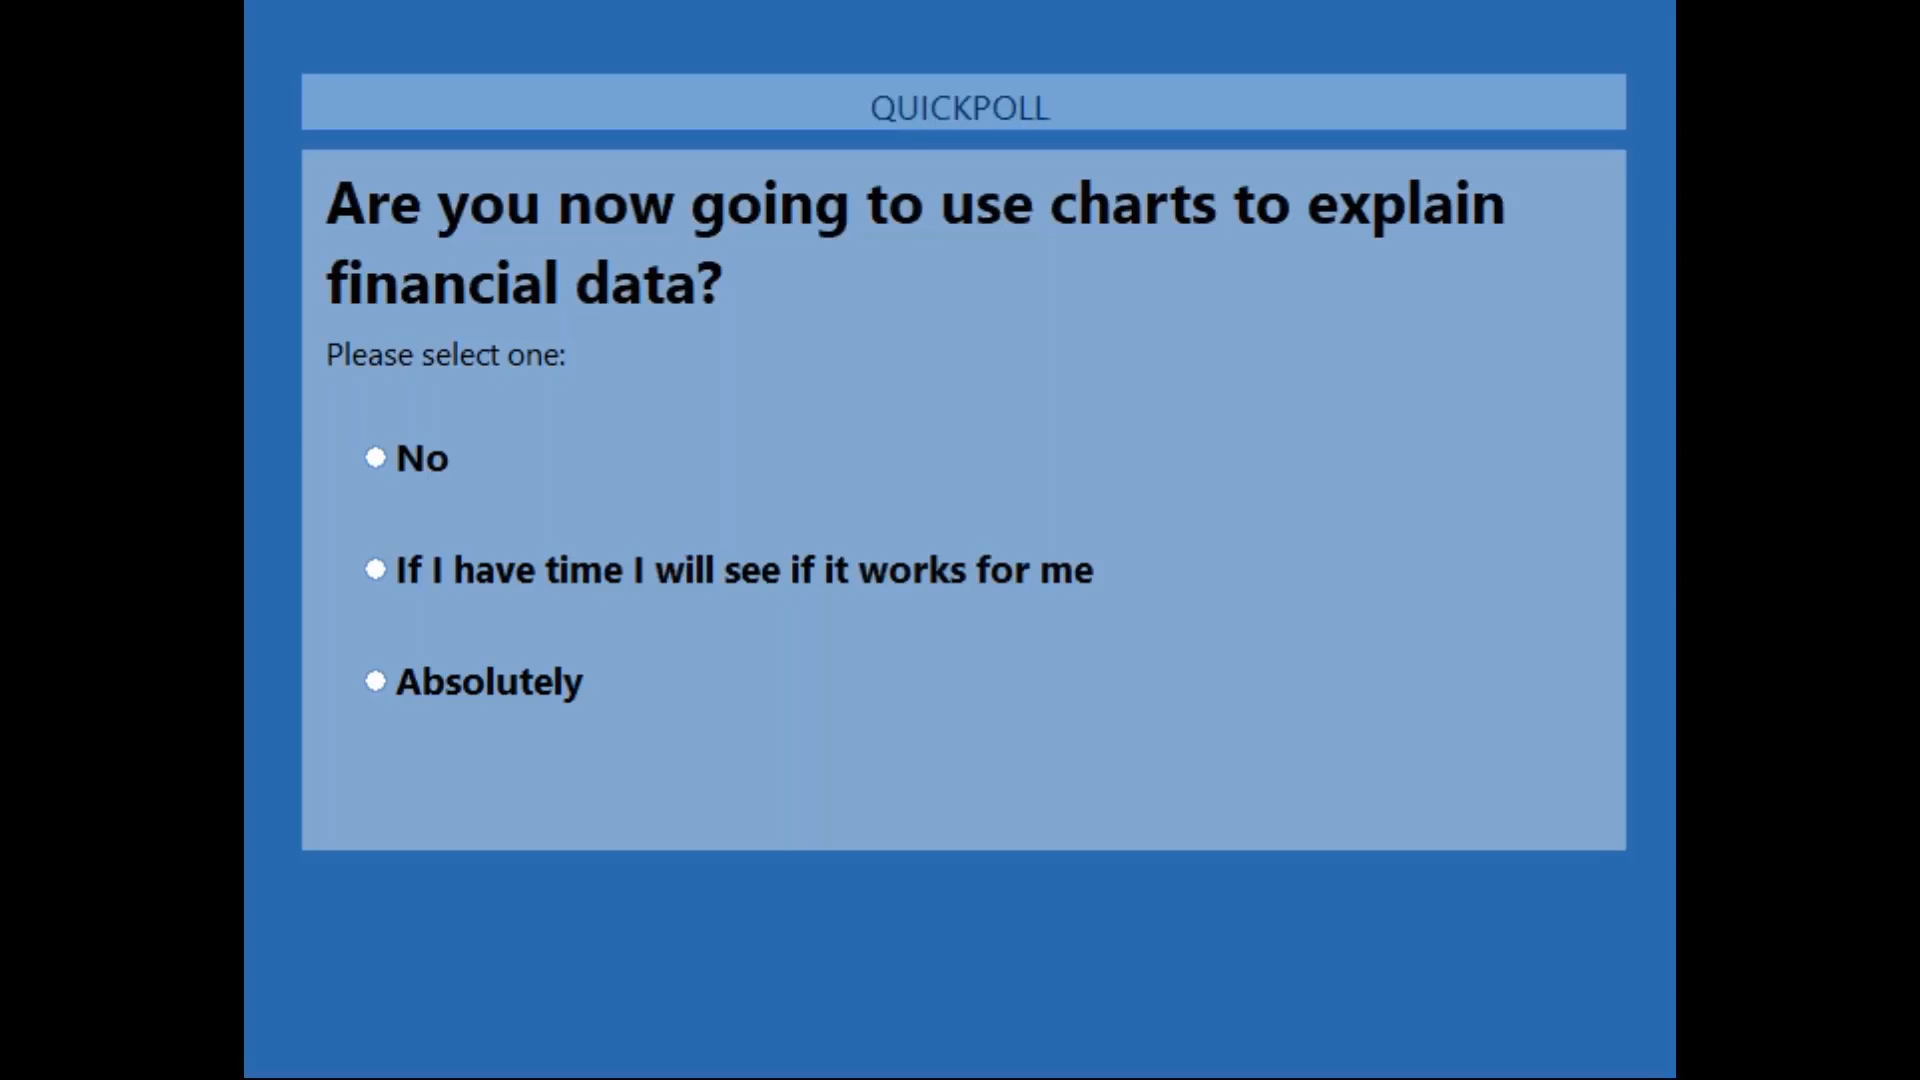 QUICKPOLL
Are you now going to use charts to explain
financial data?
Please select one:
No
If I have time I will see if it works for me
Absolutely